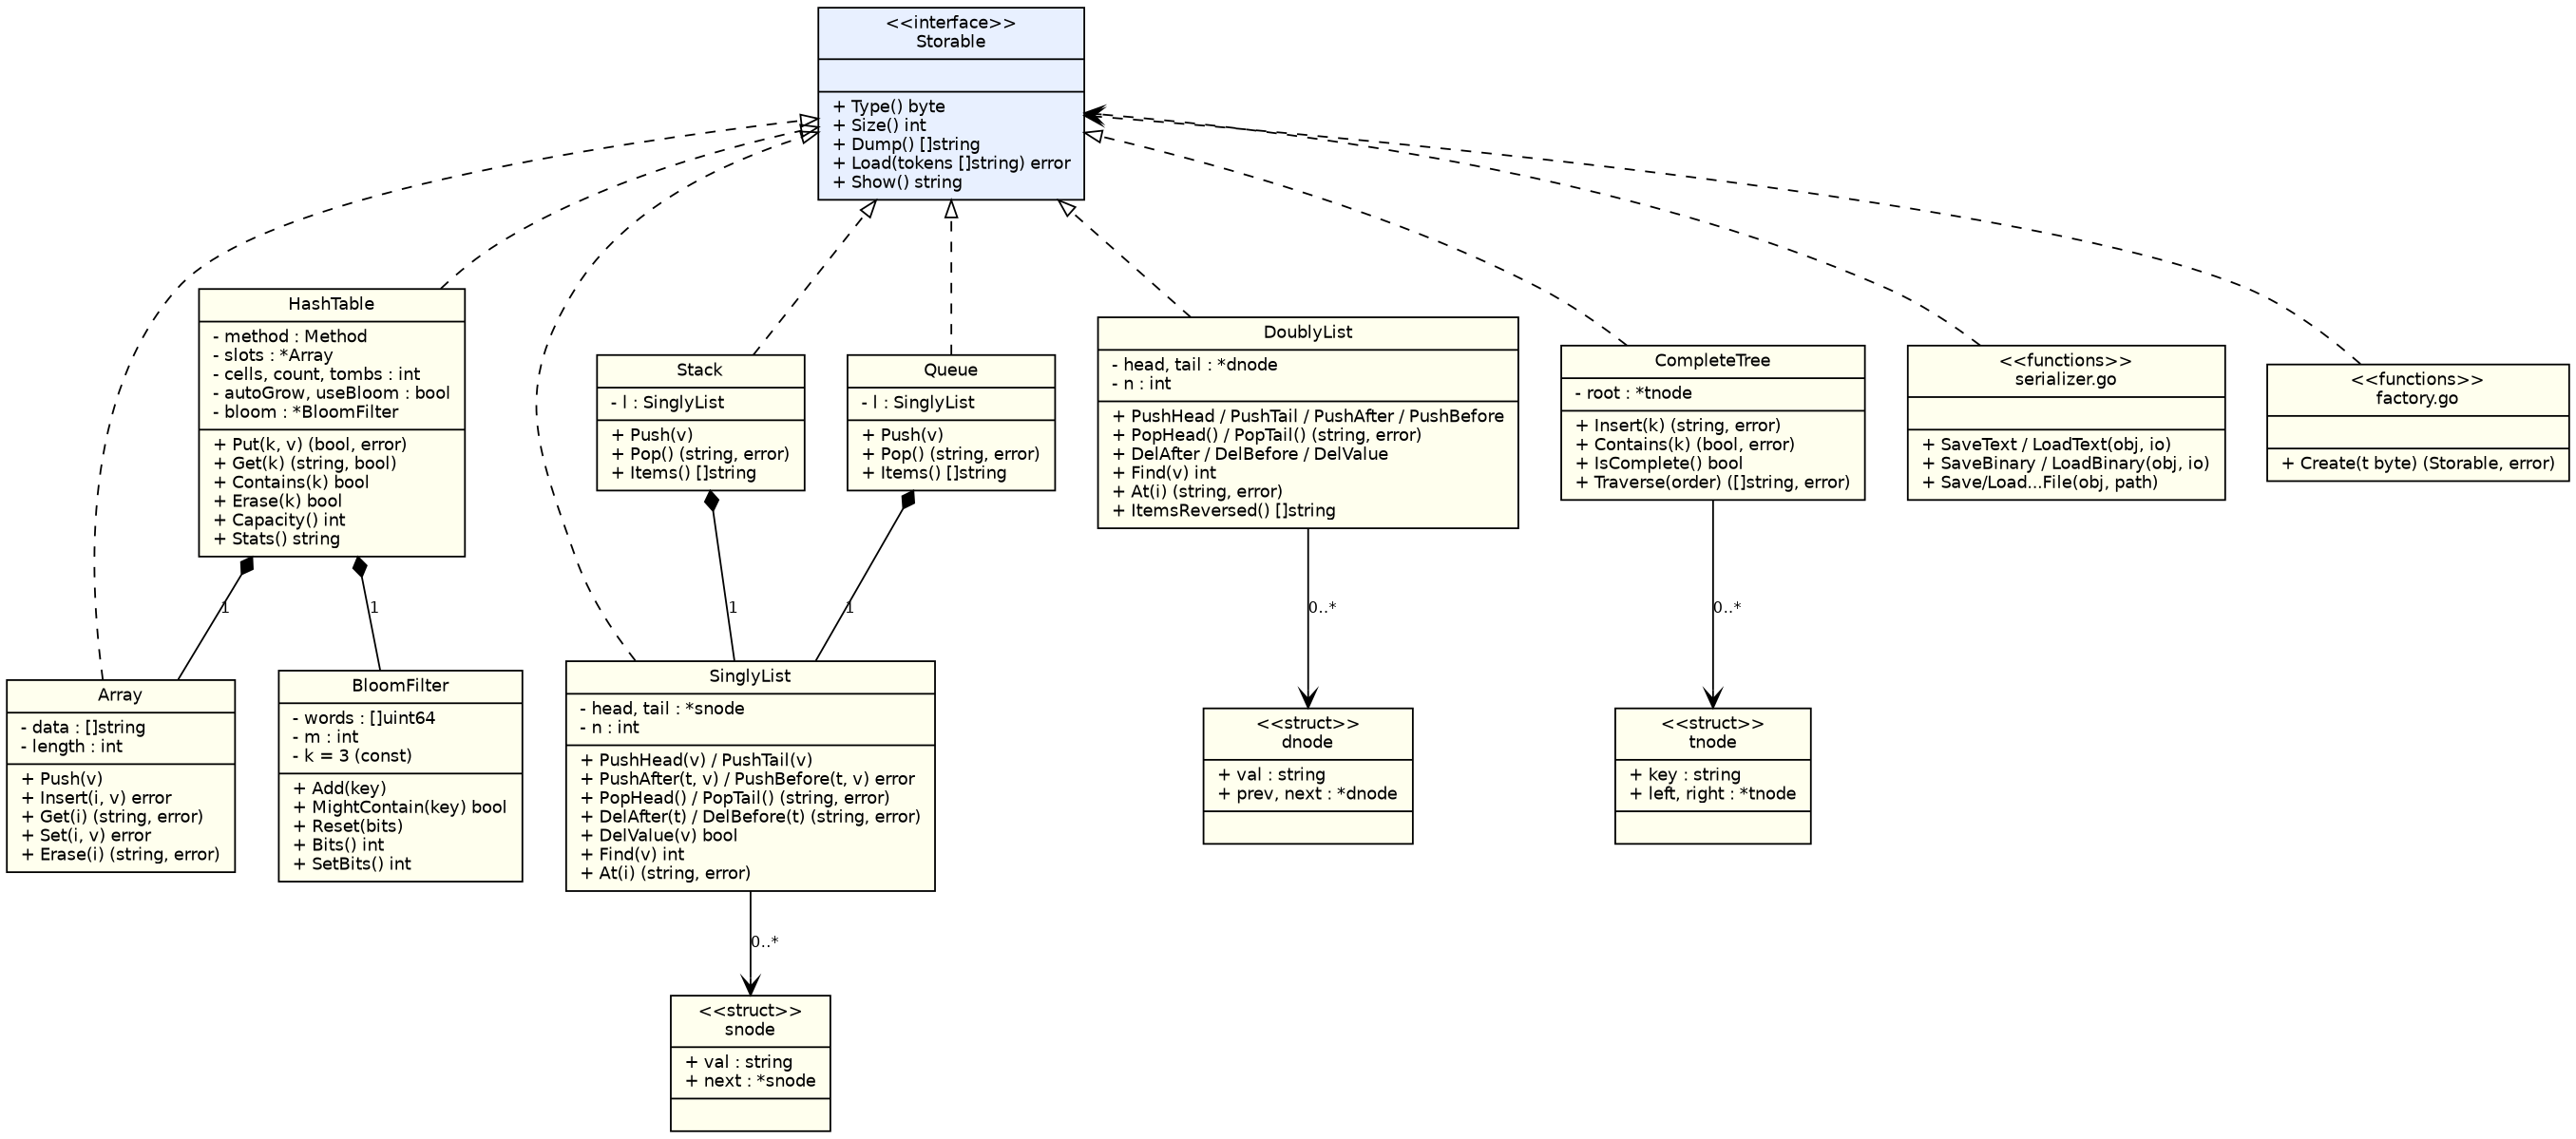 <<interface>>
Storable
+ Type() byte
+ Size() int
+ Dump() []string
+ Load(tokens []string) error
+ Show() string
HashTable
- method : Method
- slots : *Array
- cells, count, tombs : int
- autoGrow, useBloom : bool
- bloom : *BloomFilter
+ Put(k, v) (bool, error)
+ Get(k) (string, bool)
+ Contains(k) bool
+ Erase(k) bool
+ Capacity() int
+ Stats() string
Stack
- l : SinglyList
+ Push(v)
+ Pop() (string, error)
+ Items() []string
Queue
- l : SinglyList
+ Push(v)
+ Pop() (string, error)
+ Items() []string
DoublyList
- head, tail : *dnode
- n : int
+ PushHead / PushTail / PushAfter / PushBefore
+ PopHead() / PopTail() (string, error)
+ DelAfter / DelBefore / DelValue
+ Find(v) int
+ At(i) (string, error)
+ ItemsReversed() []string
CompleteTree
- root : *tnode
+ Insert(k) (string, error)
+ Contains(k) (bool, error)
+ IsComplete() bool
+ Traverse(order) ([]string, error)
<<functions>>
serializer.go
+ SaveText / LoadText(obj, io)
+ SaveBinary / LoadBinary(obj, io)
+ Save/Load...File(obj, path)
<<functions>>
factory.go
+ Create(t byte) (Storable, error)
1
1
1
1
0..*
0..*
Array
- data : []string
- length : int
+ Push(v)
+ Insert(i, v) error
+ Get(i) (string, error)
+ Set(i, v) error
+ Erase(i) (string, error)
BloomFilter
- words : []uint64
- m : int
- k = 3 (const)
+ Add(key)
+ MightContain(key) bool
+ Reset(bits)
+ Bits() int
+ SetBits() int
SinglyList
- head, tail : *snode
- n : int
+ PushHead(v) / PushTail(v)
+ PushAfter(t, v) / PushBefore(t, v) error
+ PopHead() / PopTail() (string, error)
+ DelAfter(t) / DelBefore(t) (string, error)
+ DelValue(v) bool
+ Find(v) int
+ At(i) (string, error)
<<struct>>
dnode
+ val : string
+ prev, next : *dnode
<<struct>>
tnode
+ key : string
+ left, right : *tnode
0..*
<<struct>>
snode
+ val : string
+ next : *snode